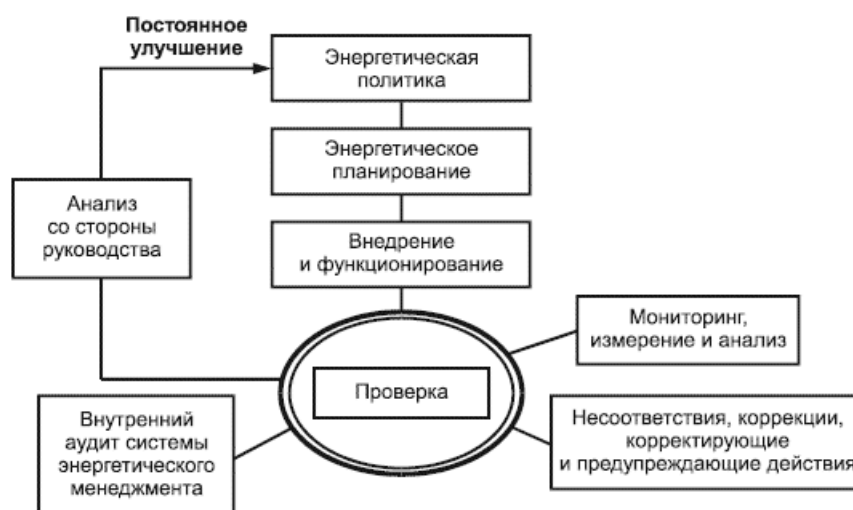 Постоянное
улучшение
Энергетическая
политика
Энергетическое
планирование
Анализ
со стороны
руководства
Внедрение
и функционирование
Мониторинг,
измерение и анализ
Проверка
Внутренний
аудит системы
энергетического
менеджмента
Несоответствия, коррекции,
корректирующие
и предупреждающие действия